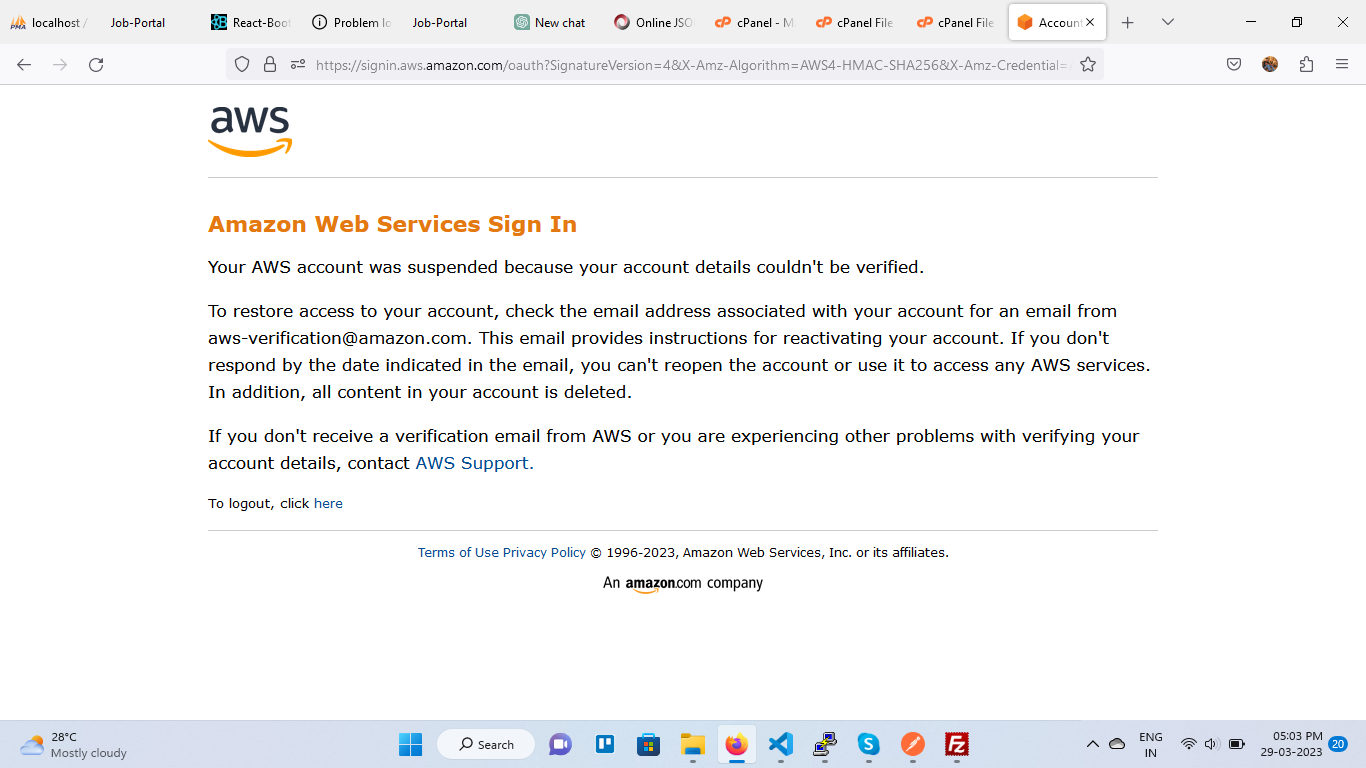 localhost /
Job-Portal
React-Boot
Problem lo
Job-Portal
New chat
Online JSO
cPanel - M
cPanel File
cPanel File
Account
https://signin.aws.amazon.com/oauth?SignatureVersion=4&X-Amz-Algorithm=AWS4-HMAC-SHA256&X-Amz-Credential=
aws
Amazon Web Services Sign In
Your AWS account was suspended because your account details couldn't be verified.
To restore access to your account, check the email address associated with your account for an email from
aws-verification@amazon.com. This email provides instructions for reactivating your account. If you don't
respond by the date indicated in the email, you can't reopen the account or use it to access any AWS services.
In addition, all content in your account is deleted.
If you don't receive a verification email from AWS or you are experiencing other problems with verifying your
account details, contact AWS Support.
To logout, click here
Terms of Use Privacy Policy © 1996-2023, Amazon Web Services, Inc. or its affiliates.
An amazon.com company
28°C
Mostly cloudy
Search
ENG
IN
05:03 PM
29-03-2023
20